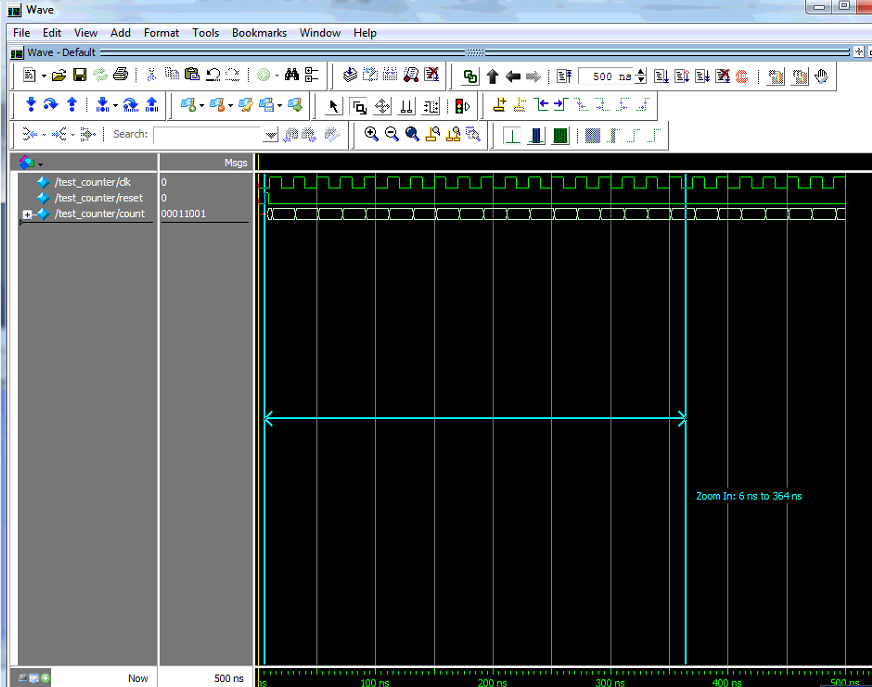 Wave
File Edit View Add Format Tools Bookmarks Window Help
Wave - Default
500 ns
Search:
Msgs
/test_counter/clk 0
/test_counter/reset 0
/test_counter/count 00011001
Zoom In: 6 ns to 364 ns
Now 500 ns
ns 100 ns 200 ns 300 ns 400 ns 500 ns